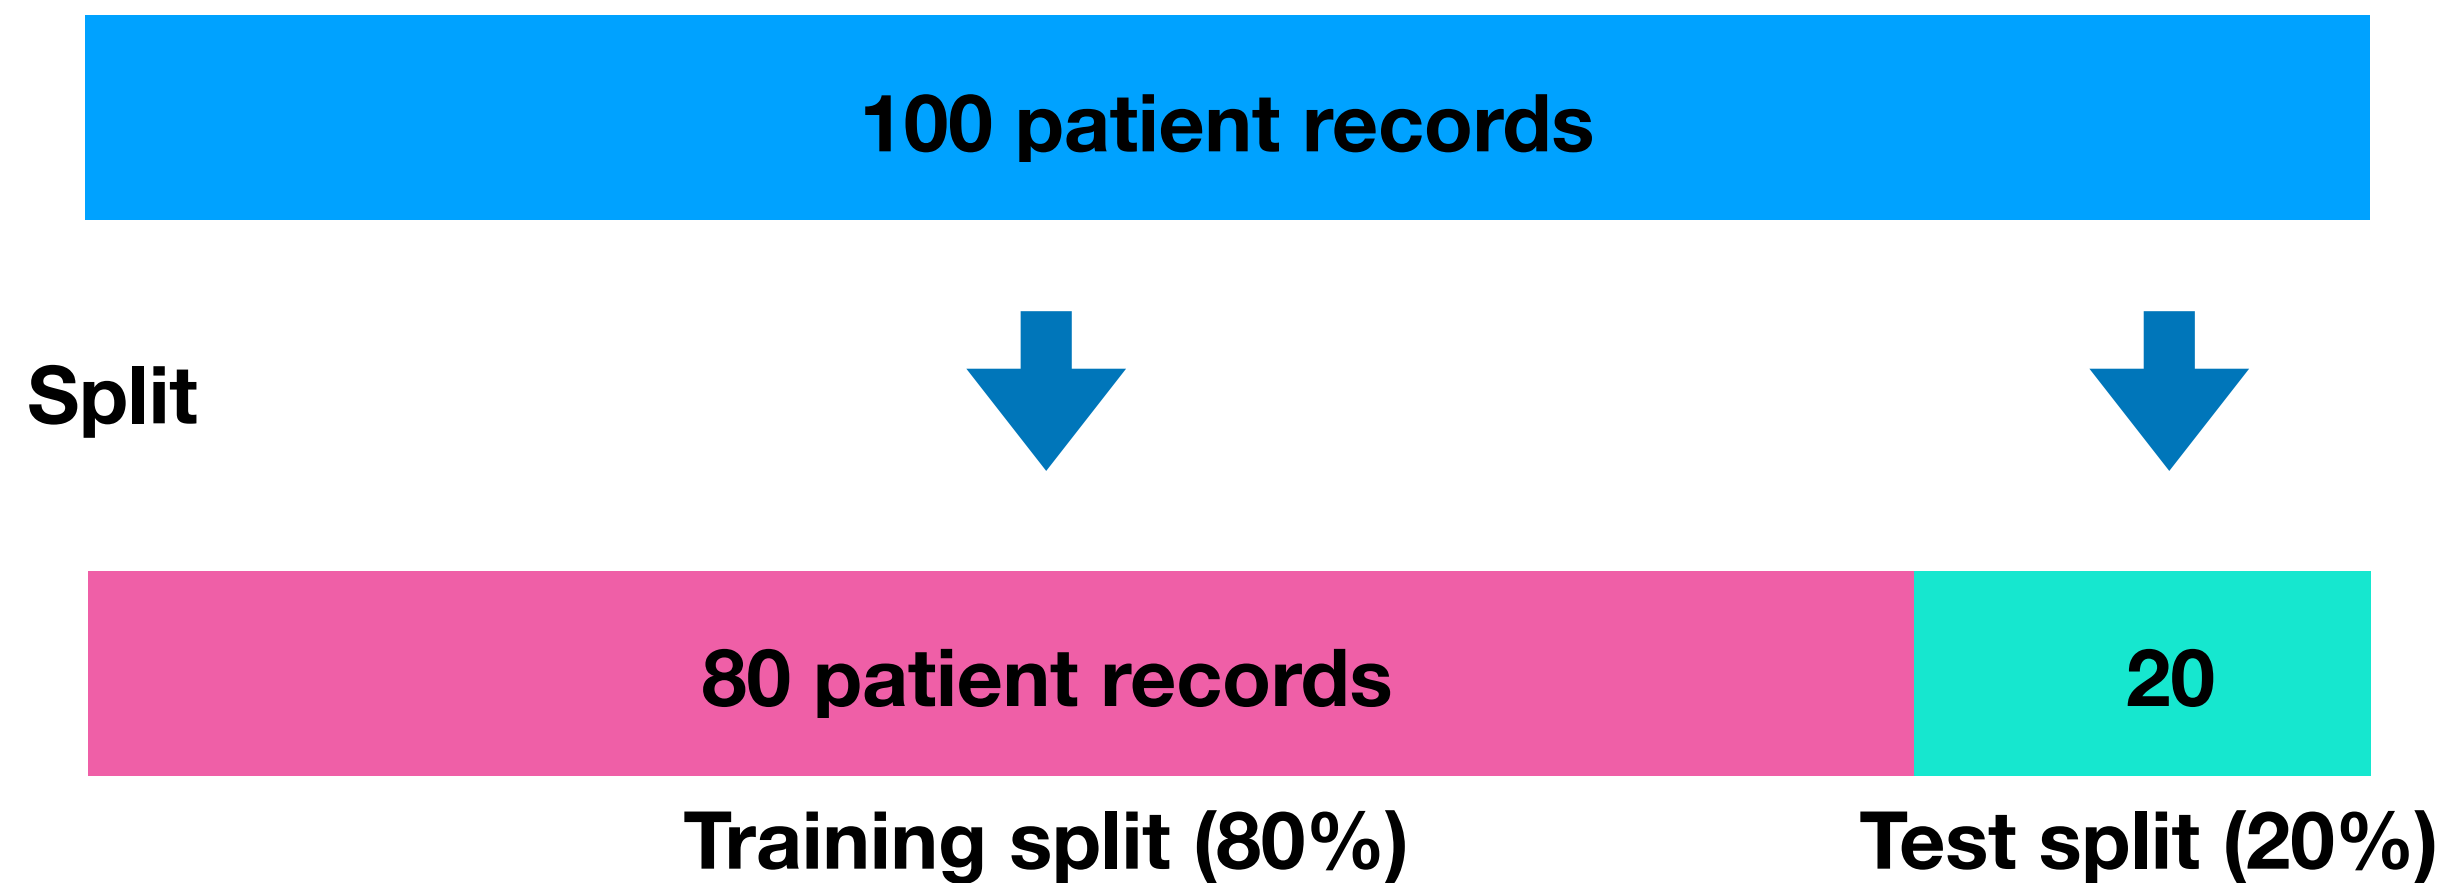 100 patient records
Split
80 patient records
20
Training split (80%)
Test split (20%)